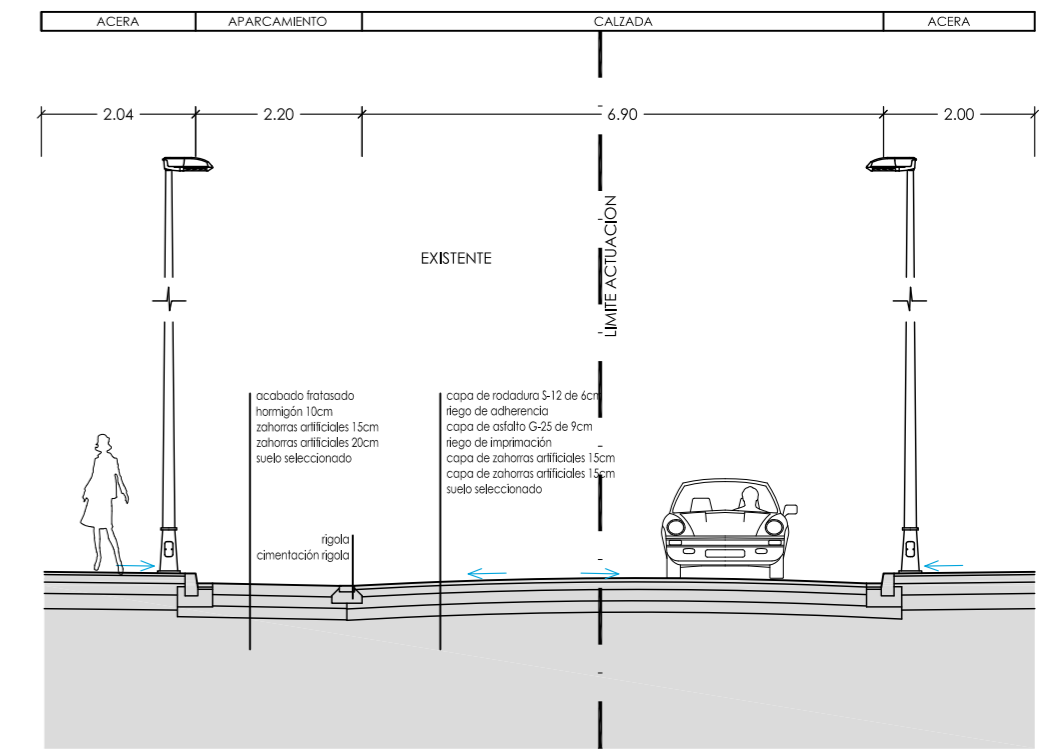 ACERA APARCAMIENTO CALZADA ACERA
2.04 2.20 6.90 2.00
EXISTENTE
LIMITE ACTUACION
acabado fratasado
hormigón 10cm
zahorras artificiales 15cm
zahorras artificiales 20cm
suelo seleccionado
capa de rodadura S-12 de 6cm
riego de adherencia
capa de asfalto G-25 de 9cm
riego de imprimación
capa de zahorras artificiales 15cm
capa de zahorras artificiales 15cm
suelo seleccionado
rigola
cimentación rigola